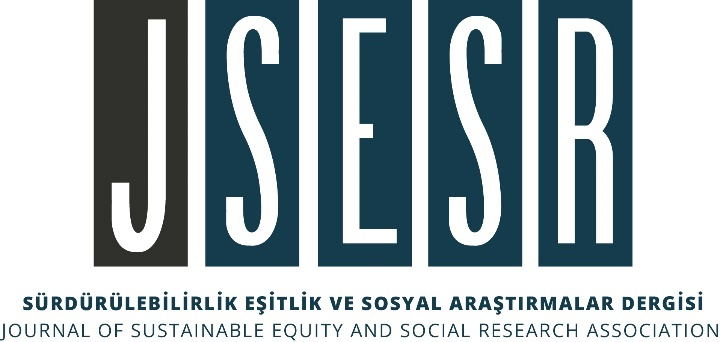 JSESR
SÜRDÜRÜLEBİLİRLİK EŞİTLİK VE SOSYAL ARAŞTIRMALAR DERGİSİ
JOURNAL OF SUSTAINABLE EQUITY AND SOCIAL RESEARCH ASSOCIATION